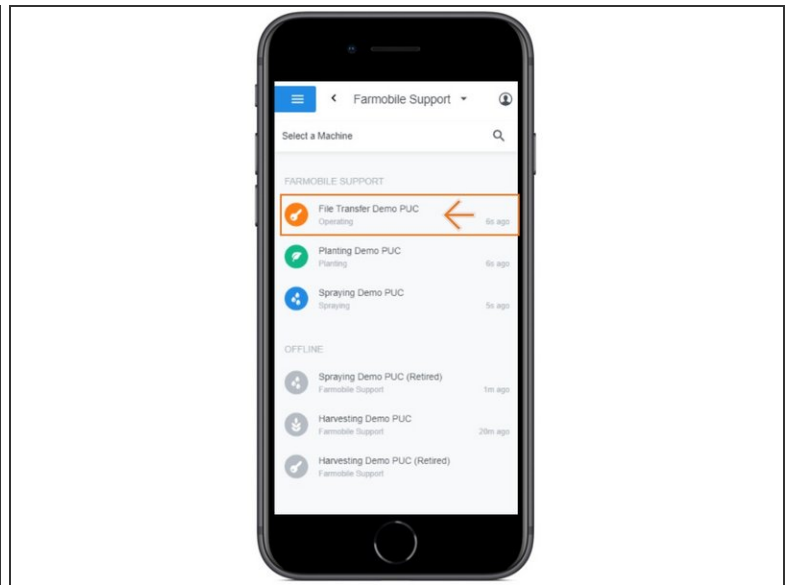 Farmobile Support
Select a Machine
FARMOBILE SUPPORT
File Transfer Demo PUC
Operating
6s ago
Planting Demo PUC
Planting
6s ago
Spraying Demo PUC
Spraying
5s ago
OFFLINE
Spraying Demo PUC (Retired)
Farmobile Support
1m ago
Harvesting Demo PUC
Farmobile Support
20m ago
Harvesting Demo PUC (Retired)
Farmobile Support